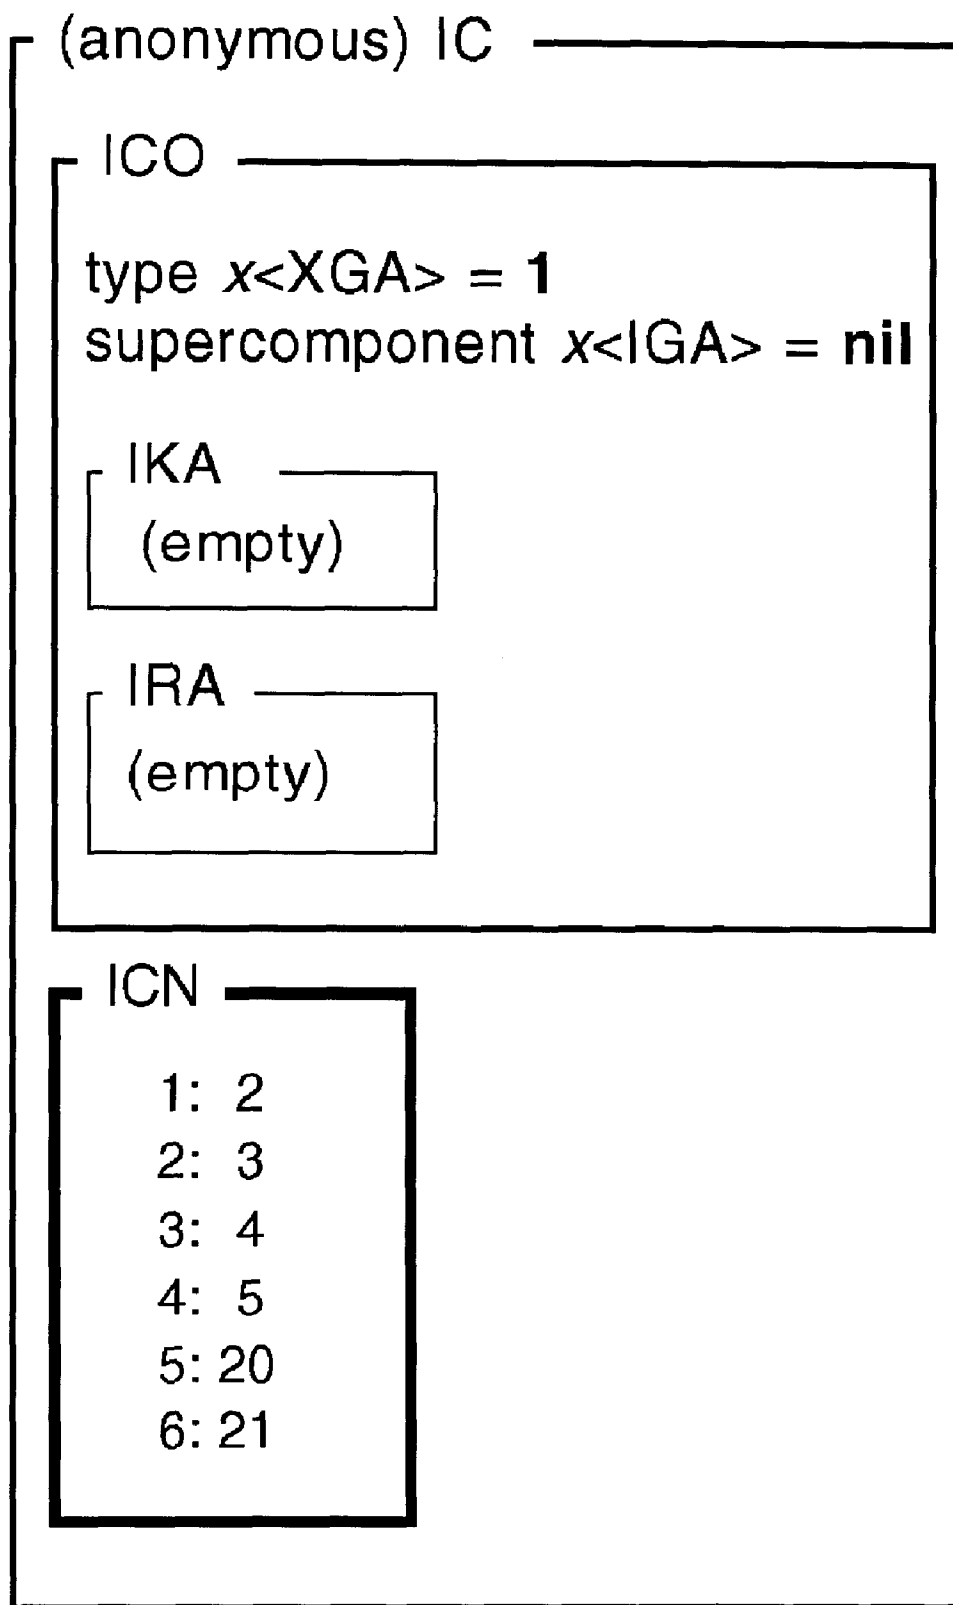 (anonymous) IC
ICO
type x<XGA> = 1
supercomponent x<IGA> = nil
IKA
(empty)
IRA
(empty)
ICN
1: 2
2: 3
3: 4
4: 5
5: 20
6: 21